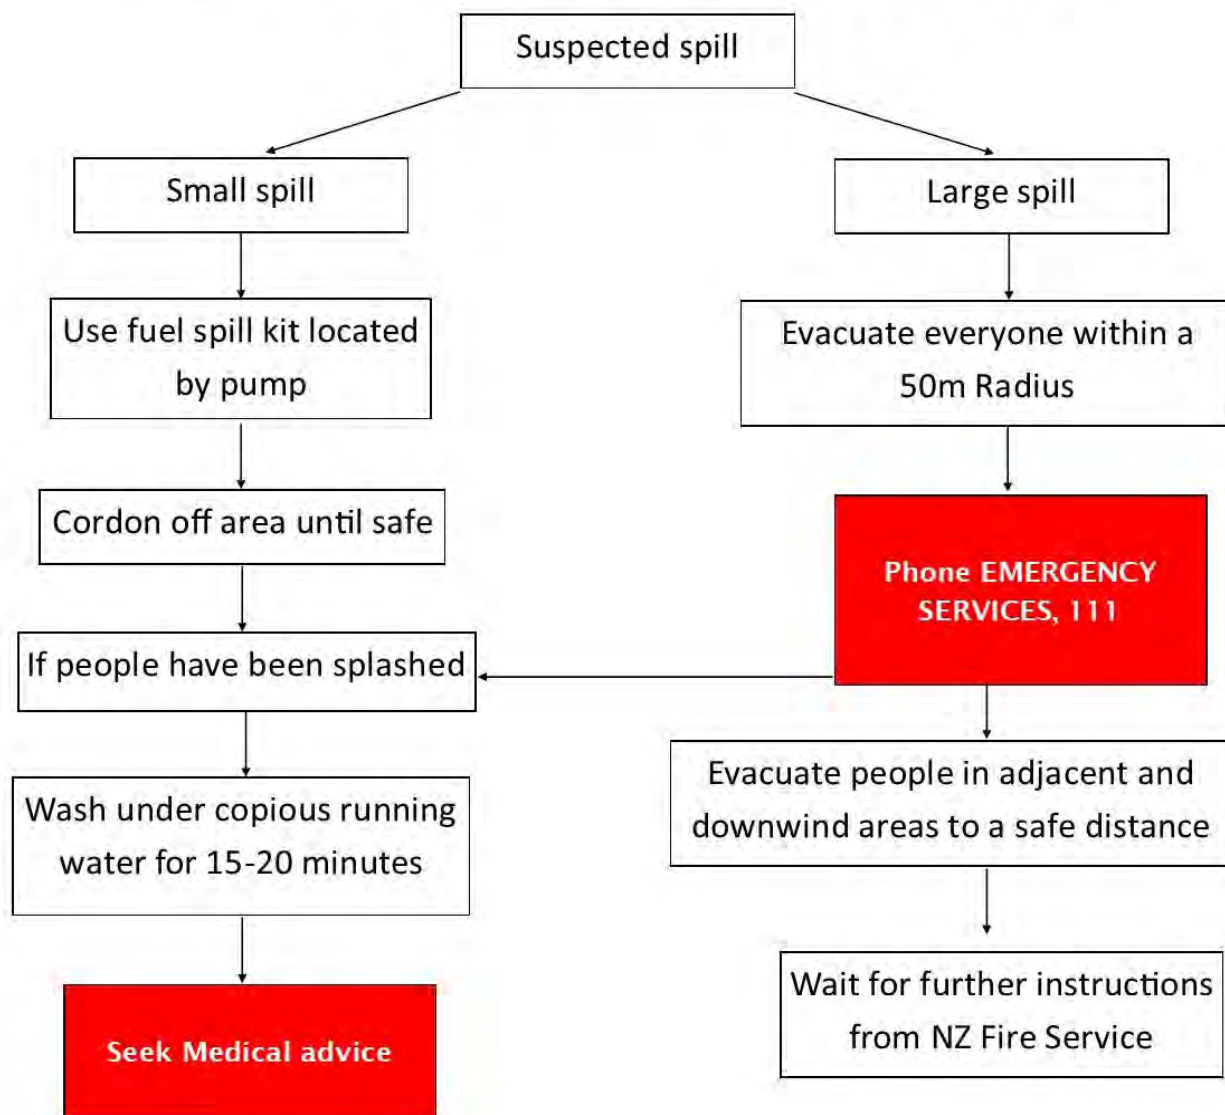 Suspected spill
Small spill
Large spill
Use fuel spill kit located
by pump
Evacuate everyone within a
50m Radius
Cordon off area until safe
Phone EMERGENCY
SERVICES, 111
If people have been splashed
Evacuate people in adjacent and
downwind areas to a safe distance
Wash under copious running
water for 15-20 minutes
Wait for further instructions
from NZ Fire Service
Seek Medical advice